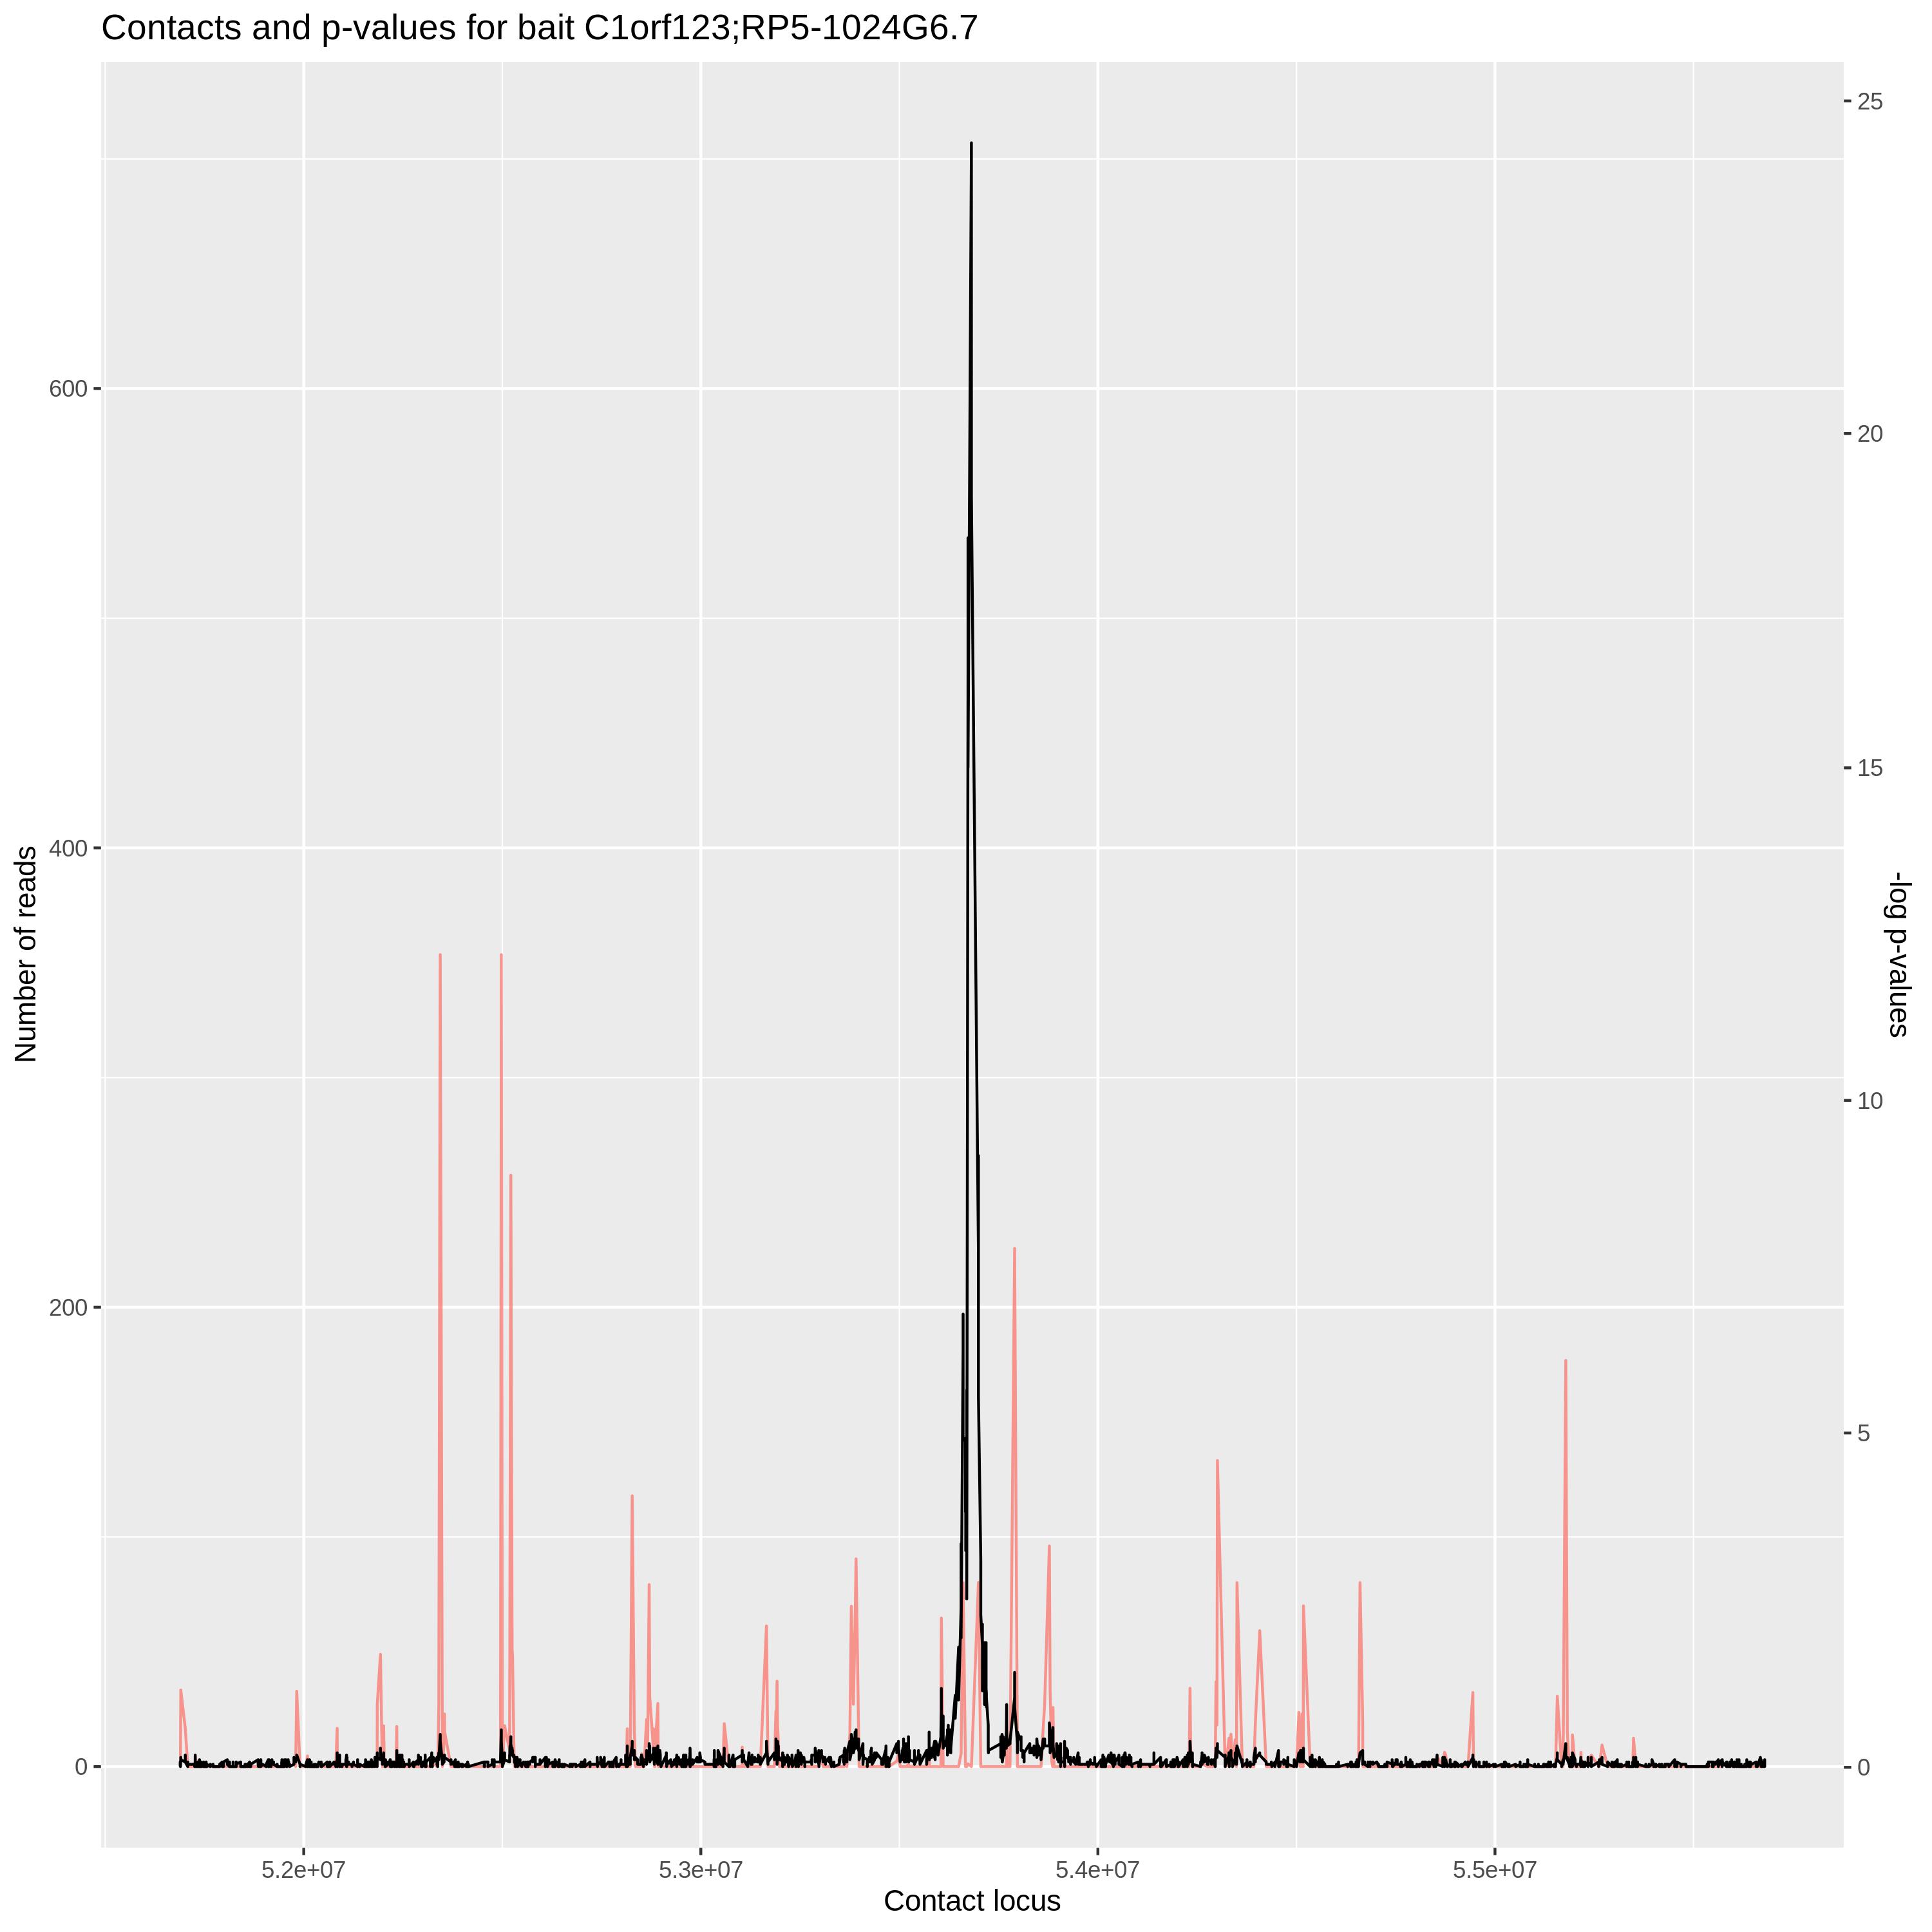 Contacts and p-values for bait C1orf123;RP5-1024G6.7
25
600
20
15
400
Number of reads
-log p-values
10
200
5
0
0
5.2e+07
5.3e+07
5.4e+07
5.5e+07
Contact locus